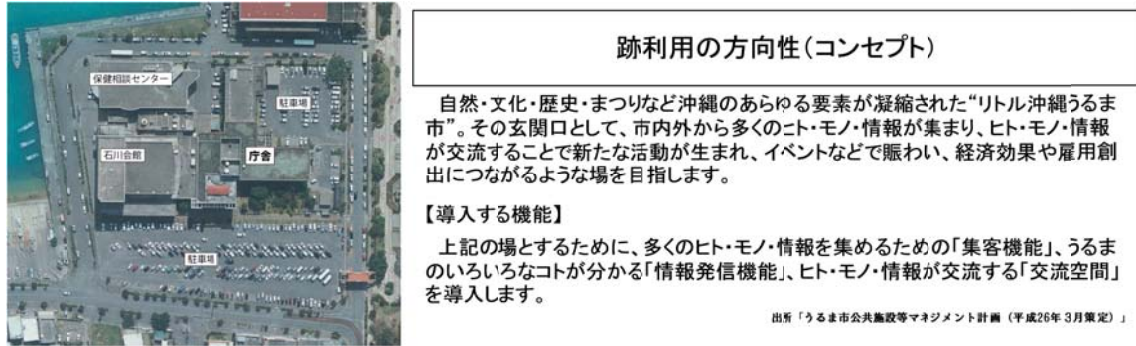 保健相談センター
駐車場
石川会館
庁舎
駐車場
跡利用の方向性(コンセプト)
自然・文化・歴史・まつりなど沖縄のあらゆる要素が凝縮された“リトル沖縄うるま
市”。その玄関口として、市内外から多くのヒト・モノ・情報が集まり、ヒト・モノ・情報
が交流することで新たな活動が生まれ、イベントなどで賑わい、経済効果や雇用創
出につながるような場を目指します。
【導入する機能】
上記の場とするために、多くのヒト・モノ・情報を集めるための「集客機能」、うるま
のいろいろなコトが分かる「情報発信機能」、ヒト・モノ・情報が交流する「交流空間」
を導入します。
出所「うるま市公共施設等マネジメント計画(平成26年3月策定)」